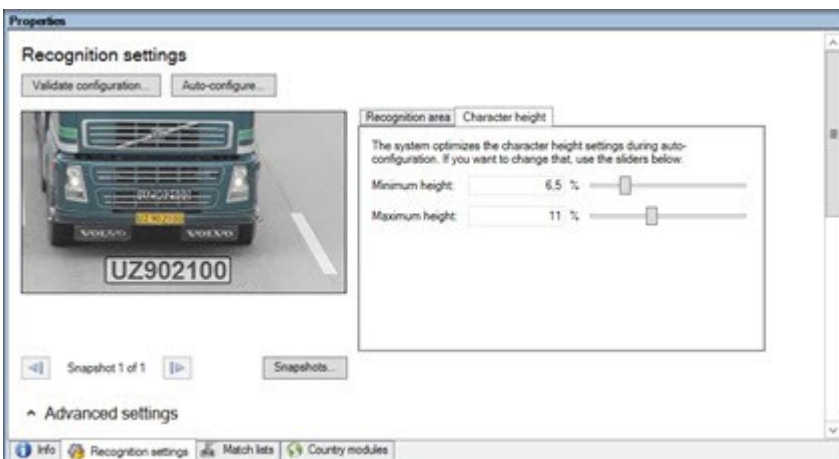 Properties
Recognition settings
Validate configuration...
Auto-configure...
Recognition area
Character height
The system optimizes the character height settings during auto-
configuration. If you want to change that, use the sliders below.
Minimum height:
6.5 %
Maximum height:
11 %
UZ 902100
VOLVO
VOLVO
UZ902100
Snapshot 1 of 1
Snapshots...
Advanced settings
Info
Recognition settings
Match lists
Country modules